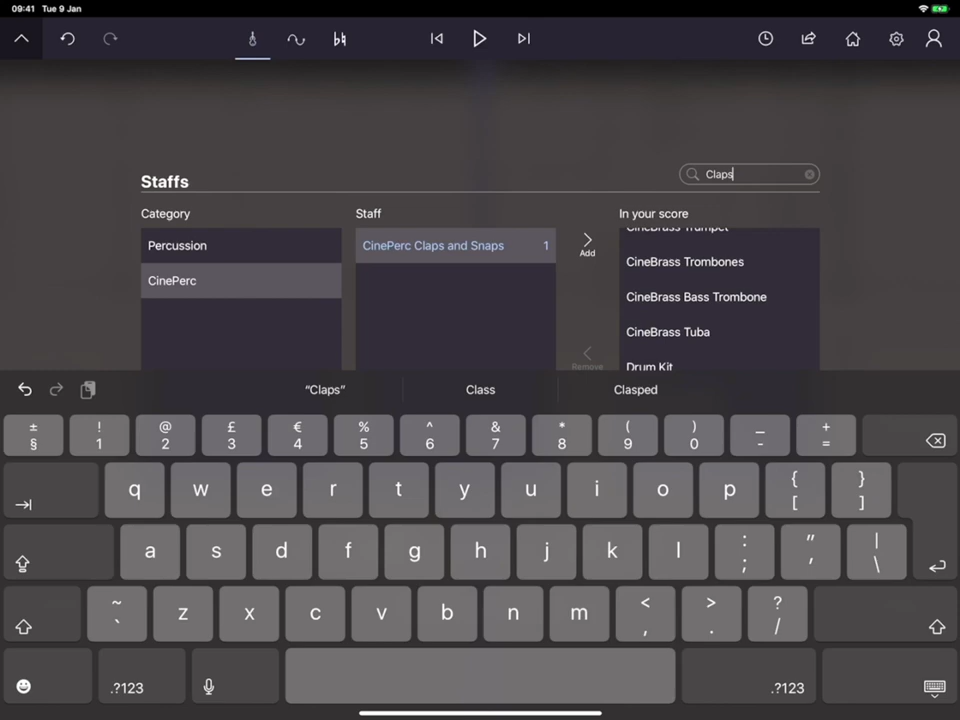 09:41 Tue 9 Jan
Staffs
Claps
Category
Staff
In your score
Percussion
CinePerc
CinePerc Claps and Snaps 1
Add
Remove
CineBrass Trumpet
CineBrass Trombones
CineBrass Bass Trombone
CineBrass Tuba
Drum Kit
“Claps” Class Clasped
± ! @ £ € % ^ & * ( ) _ +
§ 1 2 3 4 5 6 7 8 9 0 - =
q w e r t y u i o p { }
[ ]
a s d f g h j k l : " |
; ' \
~ z x c v b n m < > ?
` , . /
.?123 .?123